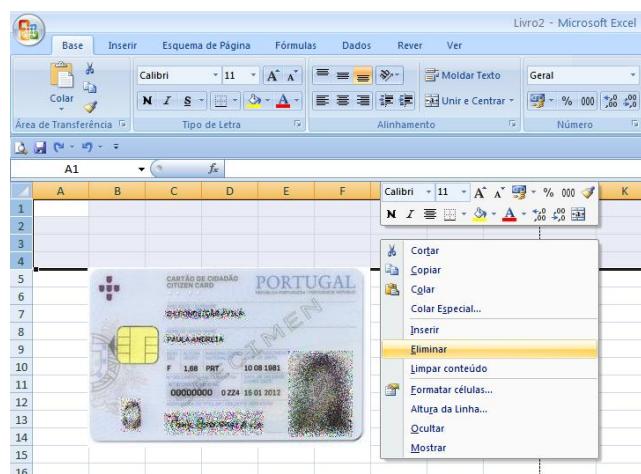 Livro2 - Microsoft Excel
Base Inserir Esquema de Página Fórmulas Dados Rever Ver
Colar
Calibri 11 A A
N I S A
Moldar Texto
Unir e Centrar
Geral
% 000 ,00 ,00
Área de Transferência Tipo de Letra Alinhamento Número
A1 fx
A B C D E F K
Calibri 11 A A % 000
N I A
1
2
3
4
5
6
7
8
9
10
11
12
13
14
15
16
Cortar
Copiar
Colar
Colar Especial...
Inserir
Eliminar
Limpar conteúdo
Formatar células...
Altura da Linha...
Ocultar
Mostrar
CARTÃO DE CIDADÃO
CITIZEN CARD
PORTUGAL
SPECIMEN
PAULA ANDREIA
F 1,68 PRT 10 08 1981
00000000 0 ZZ4 15 01 2012